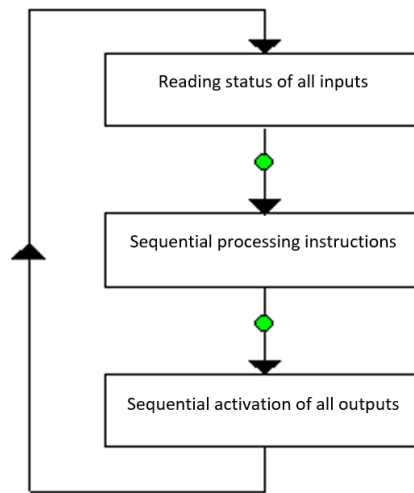 Reading status of all inputs
Sequential processing instructions
Sequential activation of all outputs